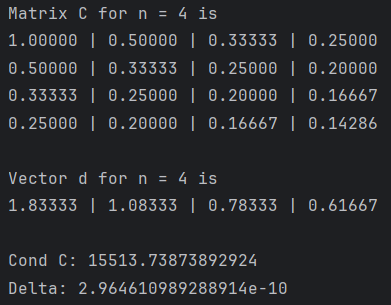 Matrix C for n = 4 is
1.00000 | 0.50000 | 0.33333 | 0.25000
0.50000 | 0.33333 | 0.25000 | 0.20000
0.33333 | 0.25000 | 0.20000 | 0.16667
0.25000 | 0.20000 | 0.16667 | 0.14286
Vector d for n = 4 is
1.83333 | 1.08333 | 0.78333 | 0.61667
Cond C: 15513.73873892924
Delta: 2.964610989288914e-10